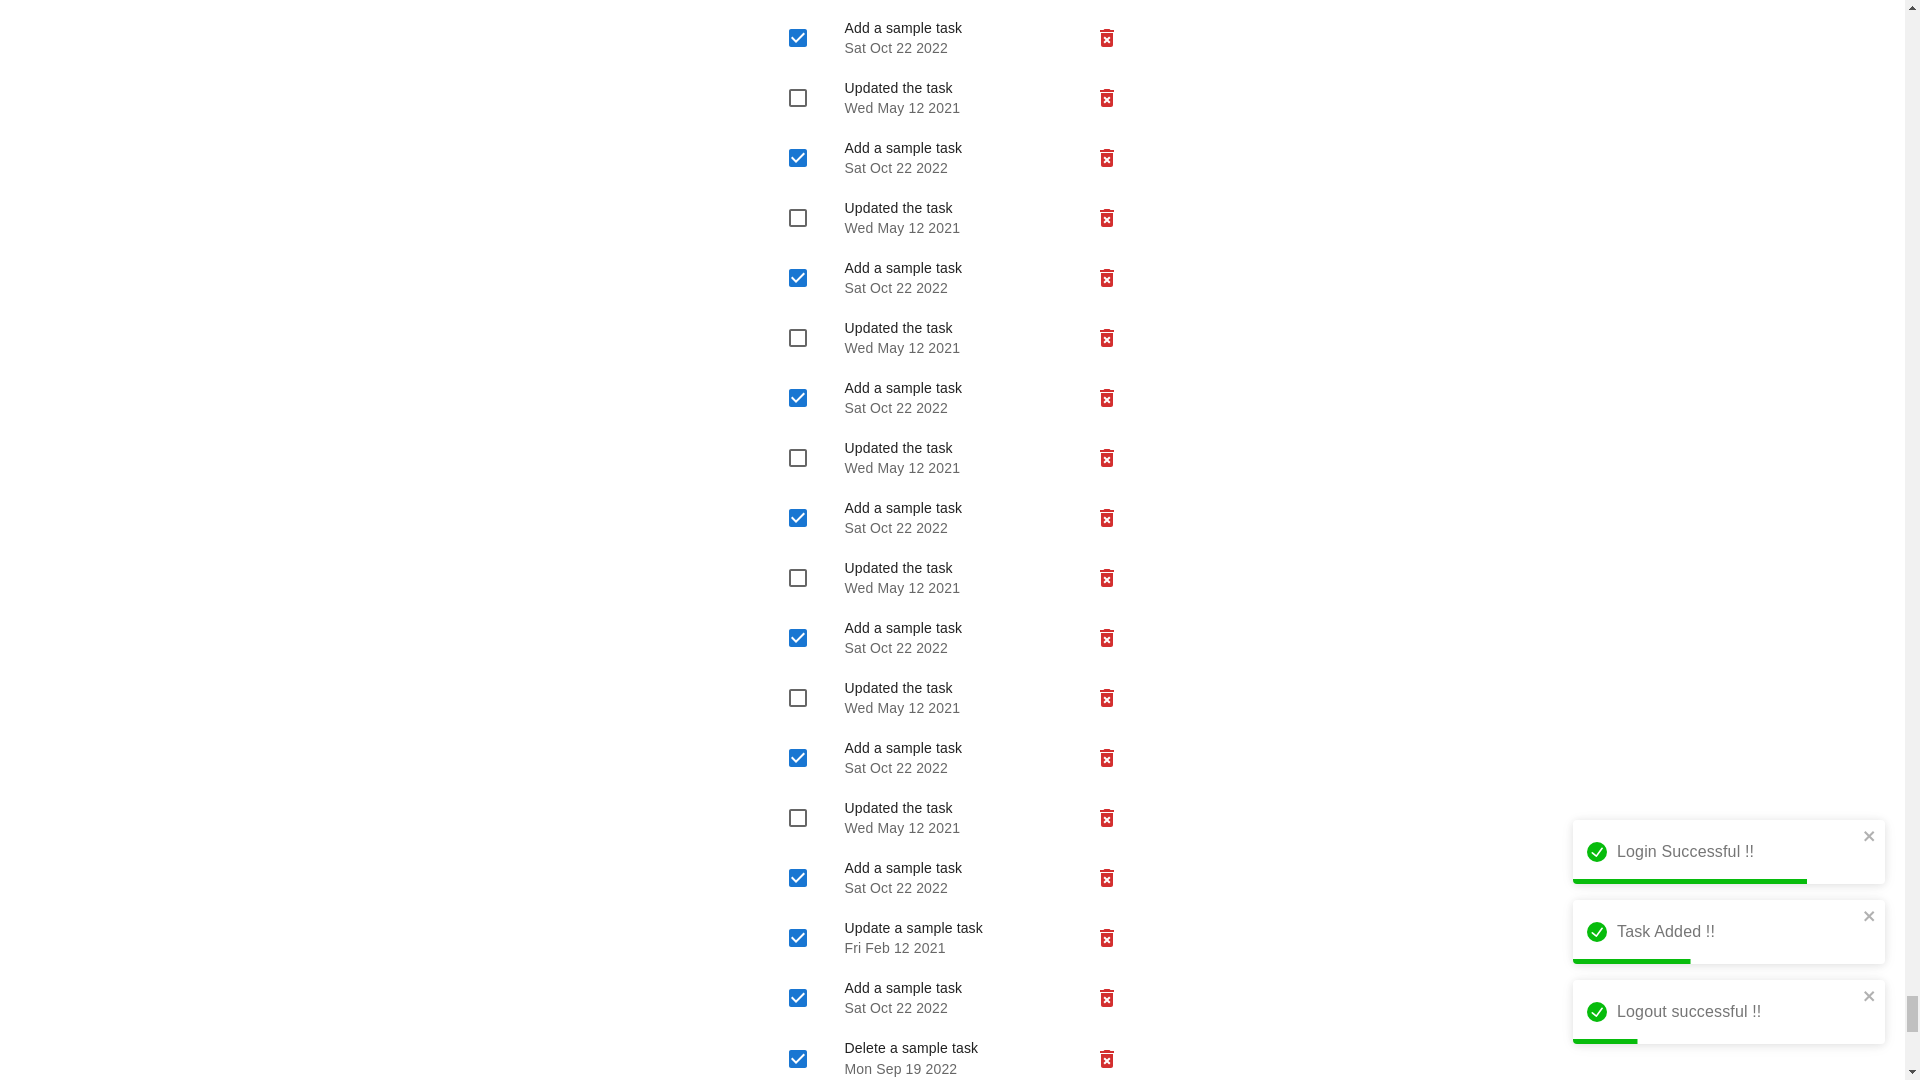 Add a sample task
Sat Oct 22 2022
Updated the task
Wed May 12 2021
Add a sample task
Sat Oct 22 2022
Updated the task
Wed May 12 2021
Add a sample task
Sat Oct 22 2022
Updated the task
Wed May 12 2021
Add a sample task
Sat Oct 22 2022
Updated the task
Wed May 12 2021
Add a sample task
Sat Oct 22 2022
Updated the task
Wed May 12 2021
Add a sample task
Sat Oct 22 2022
Updated the task
Wed May 12 2021
Add a sample task
Sat Oct 22 2022
Updated the task
Wed May 12 2021
Add a sample task
Sat Oct 22 2022
Update a sample task
Fri Feb 12 2021
Add a sample task
Sat Oct 22 2022
Delete a sample task
Mon Sep 19 2022
Login Successful !!
Task Added !!
Logout successful !!